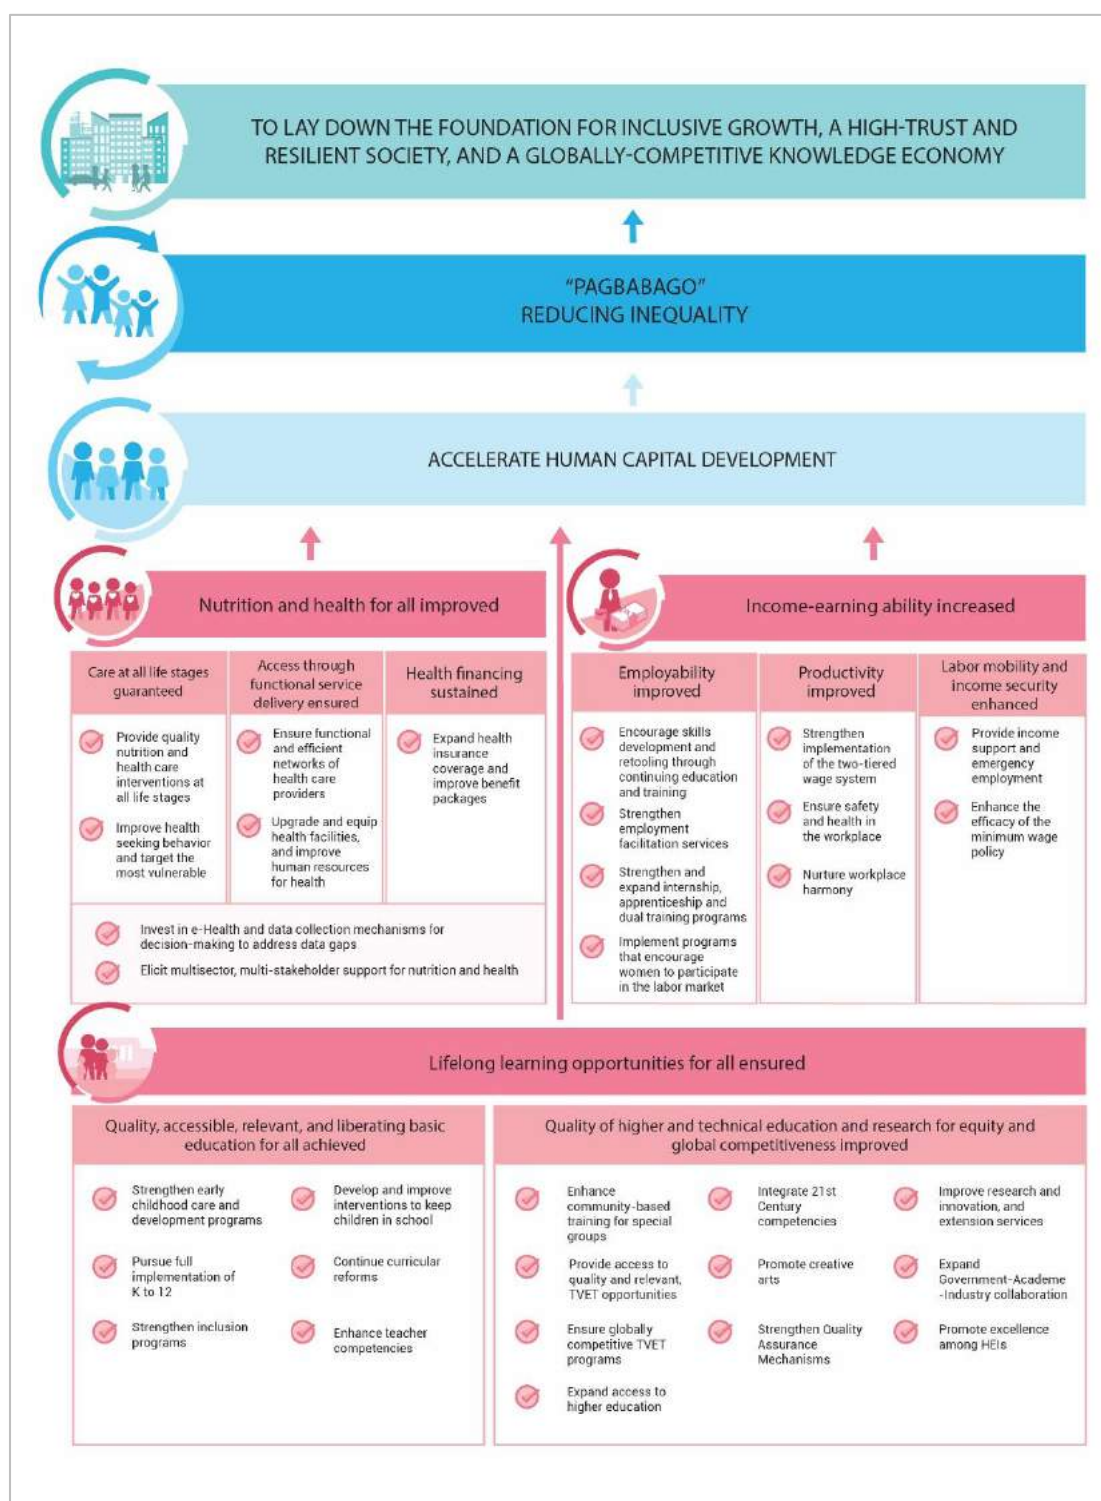 TO LAY DOWN THE FOUNDATION FOR INCLUSIVE GROWTH, A HIGH-TRUST AND
RESILIENT SOCIETY, AND A GLOBALLY-COMPETITIVE KNOWLEDGE ECONOMY
“PAGBABAGO”
REDUCING INEQUALITY
ACCELERATE HUMAN CAPITAL DEVELOPMENT
Nutrition and health for all improved
Care at all life stages
guaranteed
Provide quality
nutrition and
health care
interventions at
all life stages
Improve health
seeking behavior
and target the
most vulnerable
Access through
functional service
delivery ensured
Ensure functional
and efficient
networks of
health care
providers
Upgrade and equip
health facilities,
and improve
human resources
for health
Health financing
sustained
Expand health
insurance
coverage and
improve benefit
packages
Invest in e-Health and data collection mechanisms for
decision-making to address data gaps
Elicit multisector, multi-stakeholder support for nutrition and health
Income-earning ability increased
Employability
improved
Encourage skills
development and
retooling through
continuing education
and training
Strengthen
employment
facilitation services
Strengthen and
expand internship,
apprenticeship and
dual training programs
Implement programs
that encourage
women to participate
in the labor market
Productivity
improved
Strengthen
implementation
of the two-tiered
wage system
Ensure safety
and health in
the workplace
Nurture workplace
harmony
Labor mobility and
income security
enhanced
Provide income
support and
emergency
employment
Enhance the
efficacy of the
minimum wage
policy
Lifelong learning opportunities for all ensured
Quality, accessible, relevant, and liberating basic
education for all achieved
Strengthen early
childhood care and
development programs
Pursue full
implementation of
K to 12
Strengthen inclusion
programs
Develop and improve
interventions to keep
children in school
Continue curricular
reforms
Enhance teacher
competencies
Quality of higher and technical education and research for equity and
global competitiveness improved
Enhance
community-based
training for special
groups
Provide access to
quality and relevant,
TVET opportunities
Ensure globally
competitive TVET
programs
Expand access to
higher education
Integrate 21st
Century
competencies
Promote creative
arts
Strengthen Quality
Assurance
Mechanisms
Improve research and
innovation, and
extension services
Expand
Government-Academe
-Industry collaboration
Promote excellence
among HEIs